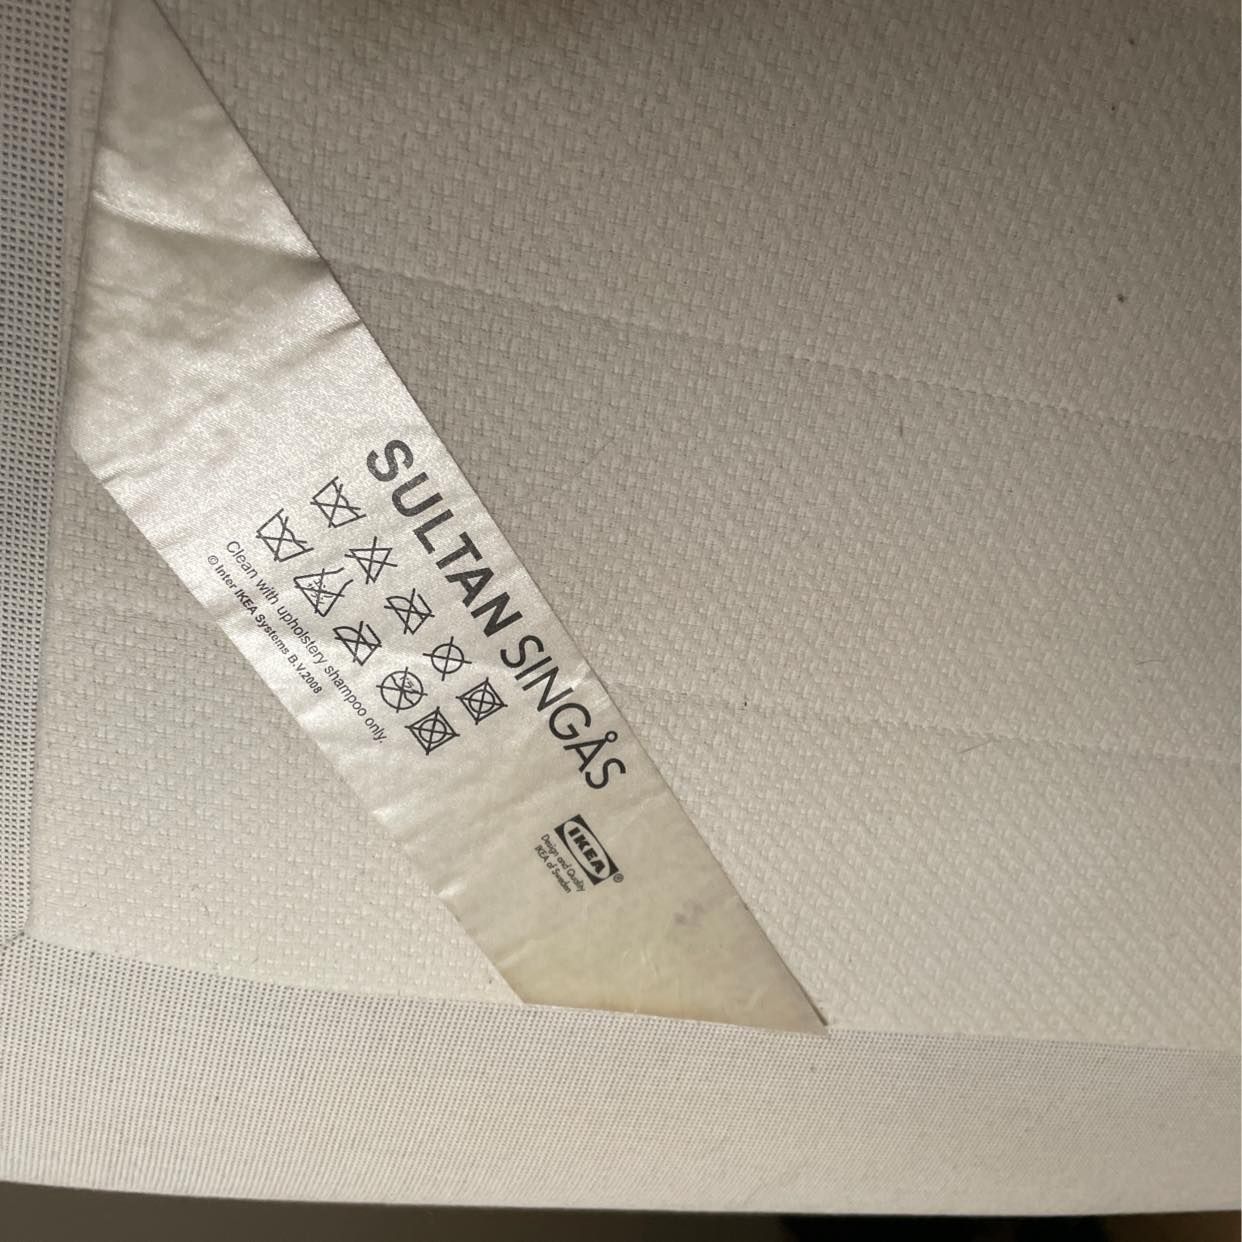 SULTAN SINGÅS
Clean with upholstery shampoo only.
© Inter IKEA Systems B.V.2008
IKEA®
Design and Quality
IKEA of Sweden